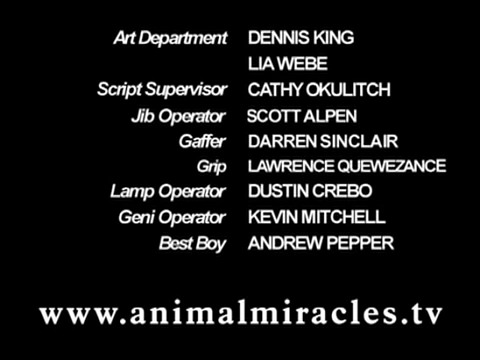 Art Department DENNIS KING
LIA WEBE
Script Supervisor CATHY OKULITCH
Jib Operator SCOTT ALPEN
Gaffer DARREN SINCLAIR
Grip LAWRENCE QUEWEZANCE
Lamp Operator DUSTIN CREBO
Geni Operator KEVIN MITCHELL
Best Boy ANDREW PEPPER
www.animalmiracles.tv